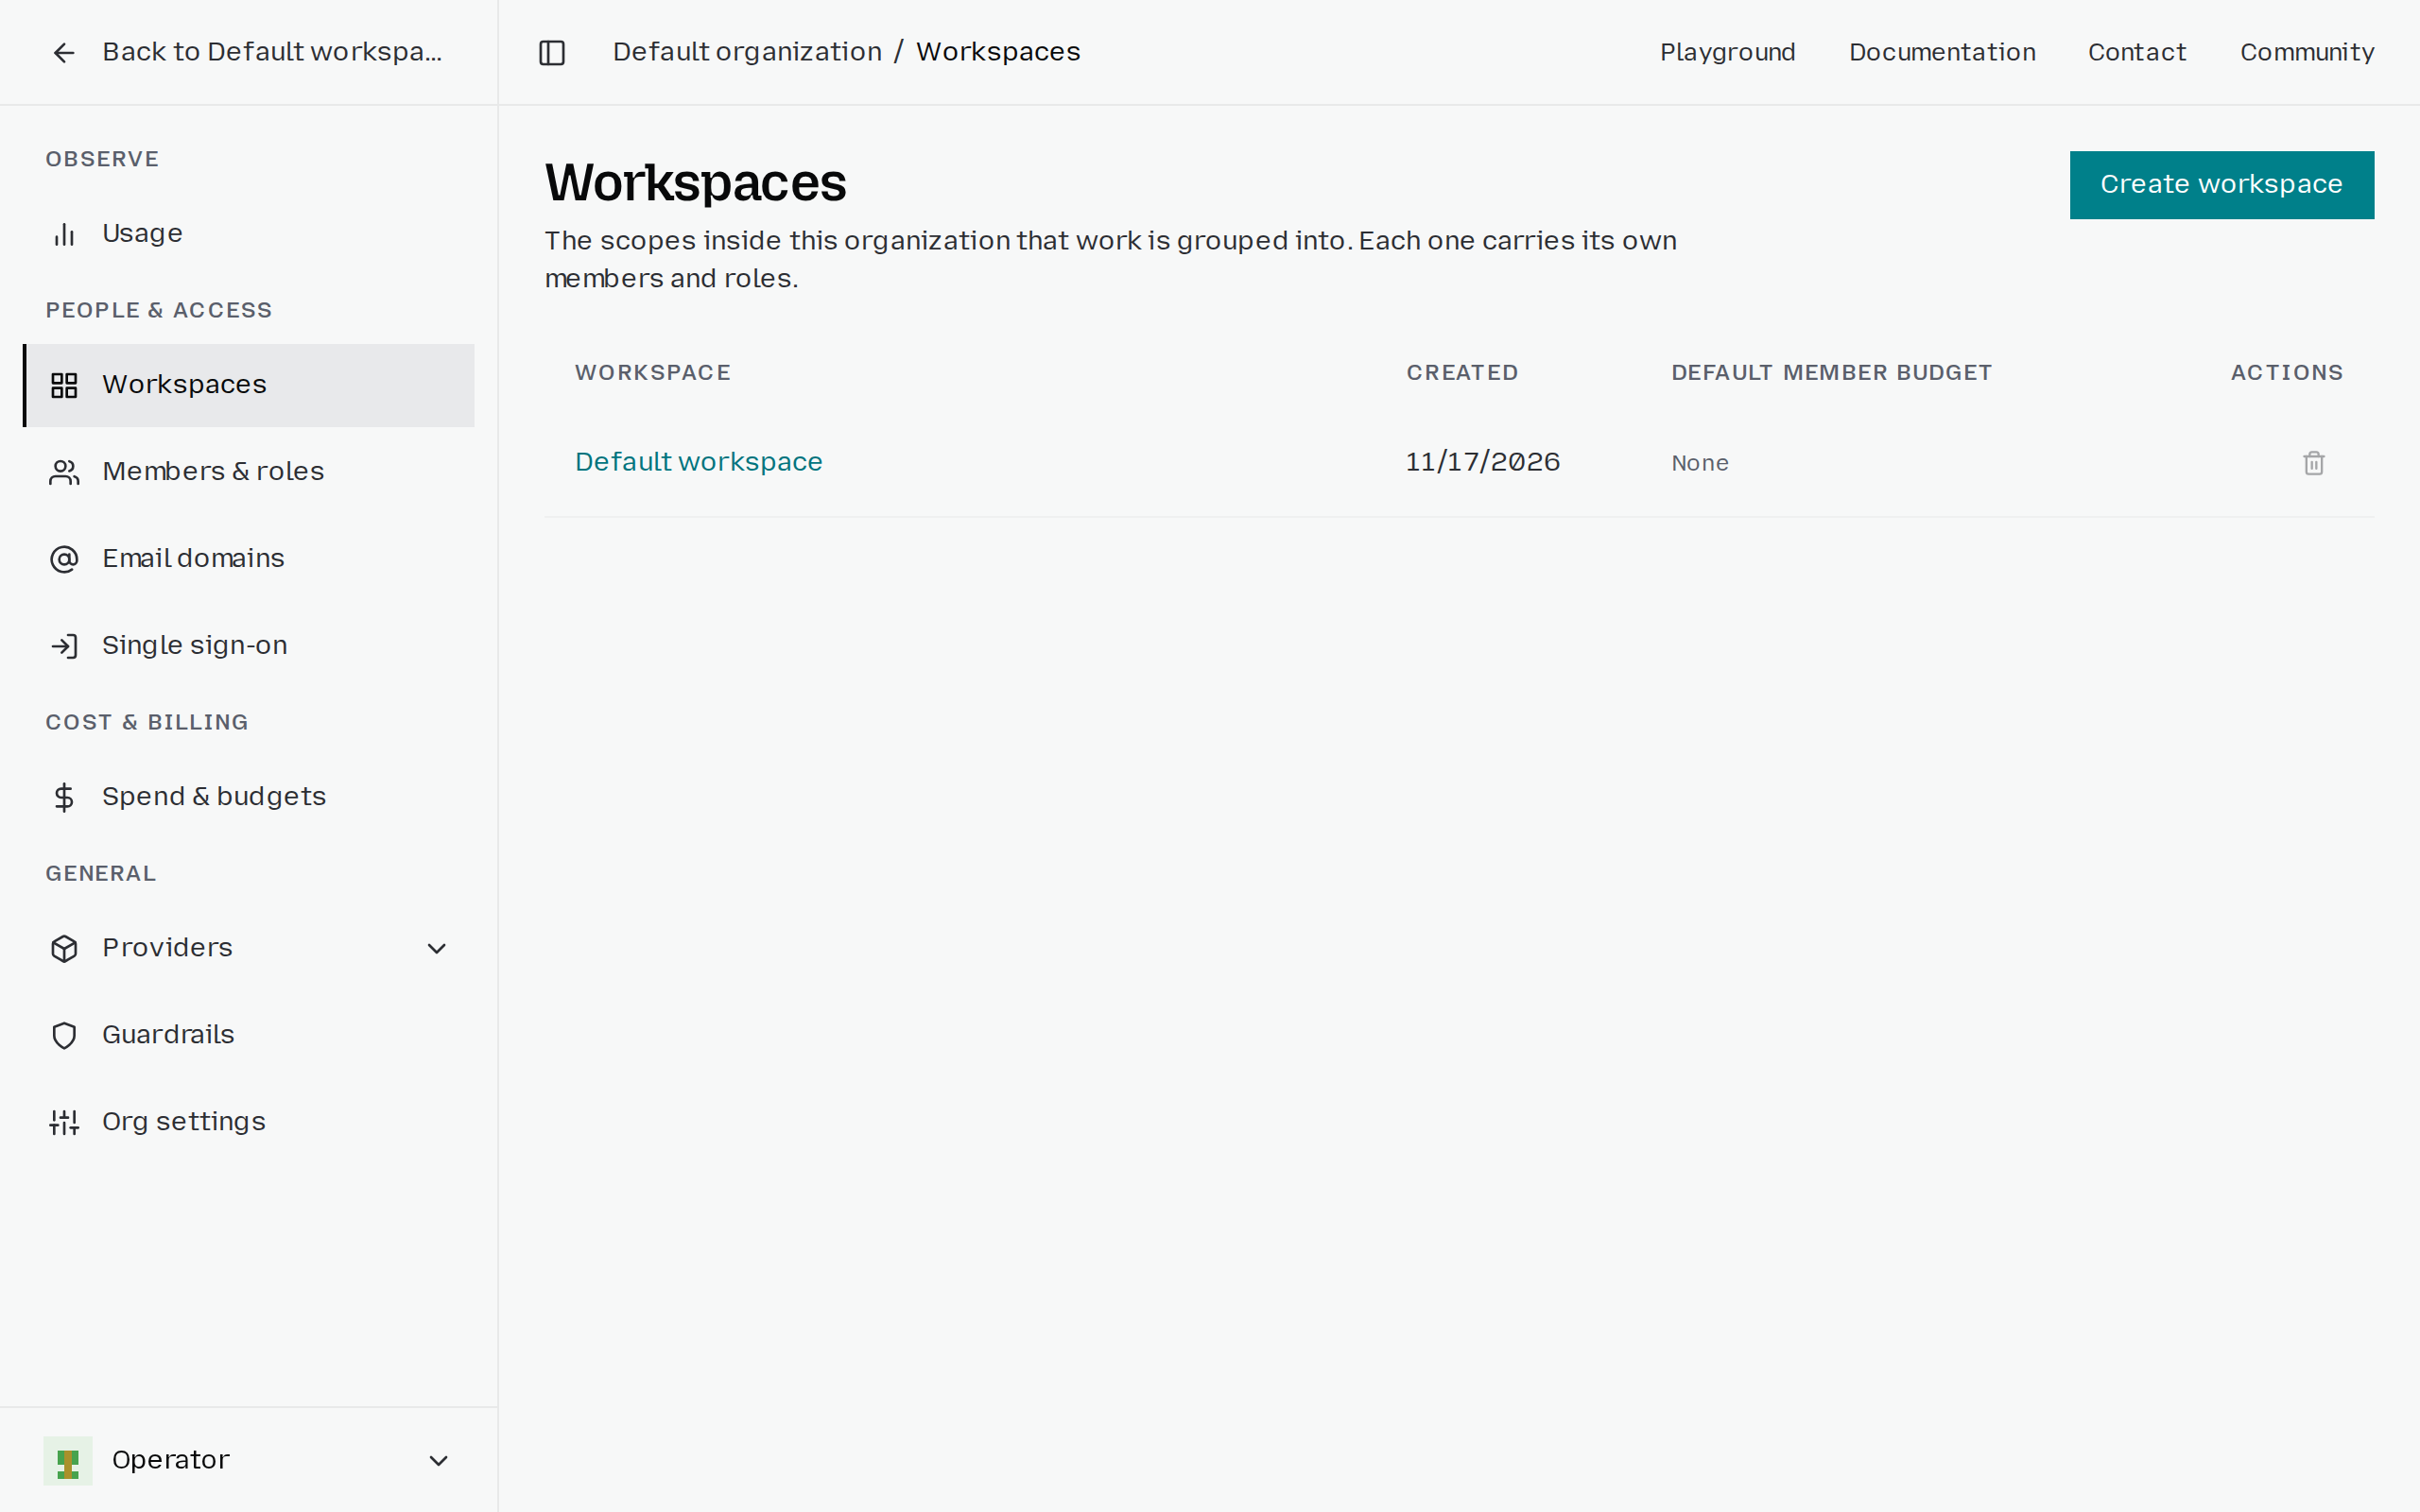 Back to Default workspa...
Default organization / Workspaces
Playground
Documentation
Contact
Community
OBSERVE
Usage
PEOPLE & ACCESS
Workspaces
Members & roles
Email domains
Single sign-on
COST & BILLING
Spend & budgets
GENERAL
Providers
Guardrails
Org settings
Operator
Workspaces
Create workspace
The scopes inside this organization that work is grouped into. Each one carries its own
members and roles.
WORKSPACE CREATED DEFAULT MEMBER BUDGET ACTIONS
Default workspace 11/17/2026 None